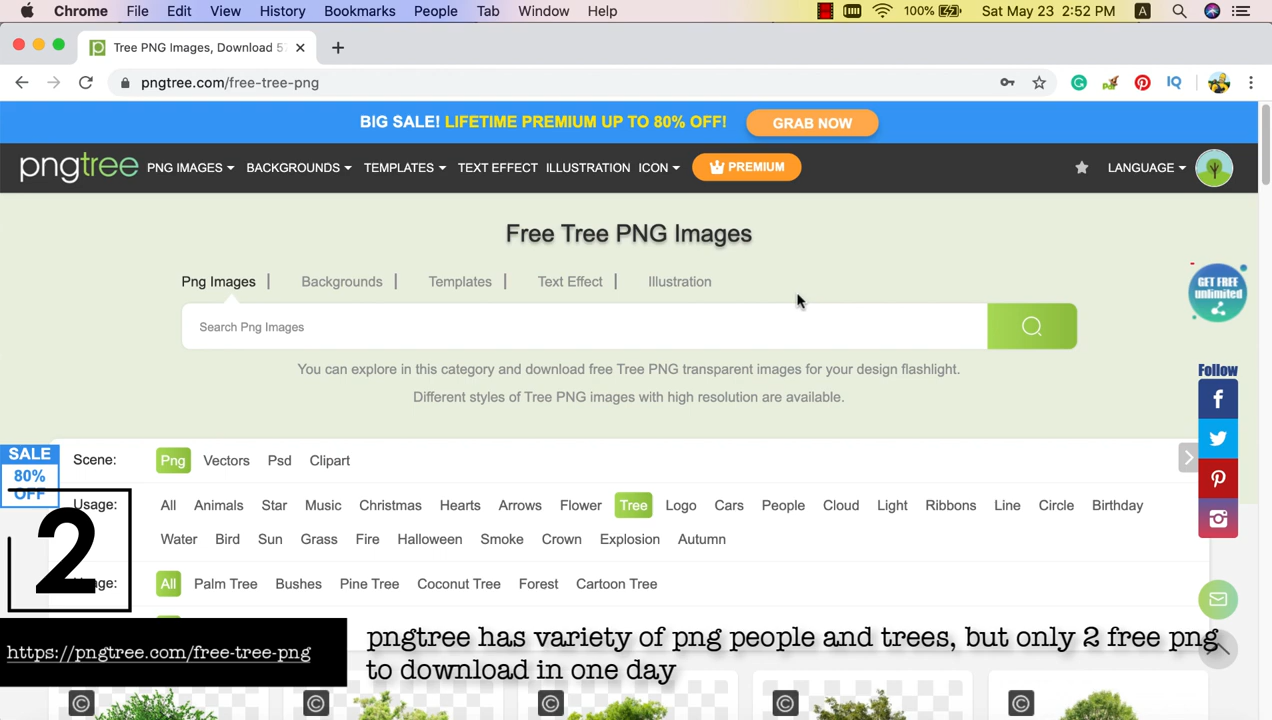 Chrome File Edit View History Bookmarks People Tab Window Help 100% Sat May 23 2:52 PM A
Tree PNG Images, Download 5
pngtree.com/free-tree-png
BIG SALE! LIFETIME PREMIUM UP TO 80% OFF! GRAB NOW
pngtree PNG IMAGES BACKGROUNDS TEMPLATES TEXT EFFECT ILLUSTRATION ICON PREMIUM LANGUAGE
Free Tree PNG Images
Png Images | Backgrounds | Templates | Text Effect | Illustration
GET FREE
unlimited
Search Png Images
You can explore in this category and download free Tree PNG transparent images for your design flashlight.
Follow
Different styles of Tree PNG images with high resolution are available.
SALE
80%
OFF
Scene: Png Vectors Psd Clipart
Usage: All Animals Star Music Christmas Hearts Arrows Flower Tree Logo Cars People Cloud Light Ribbons Line Circle Birthday
Water Bird Sun Grass Fire Halloween Smoke Crown Explosion Autumn
2
Usage: All Palm Tree Bushes Pine Tree Coconut Tree Forest Cartoon Tree
https://pngtree.com/free-tree-png
pngtree has variety of png people and trees, but only 2 free png
to download in one day
© © © © ©